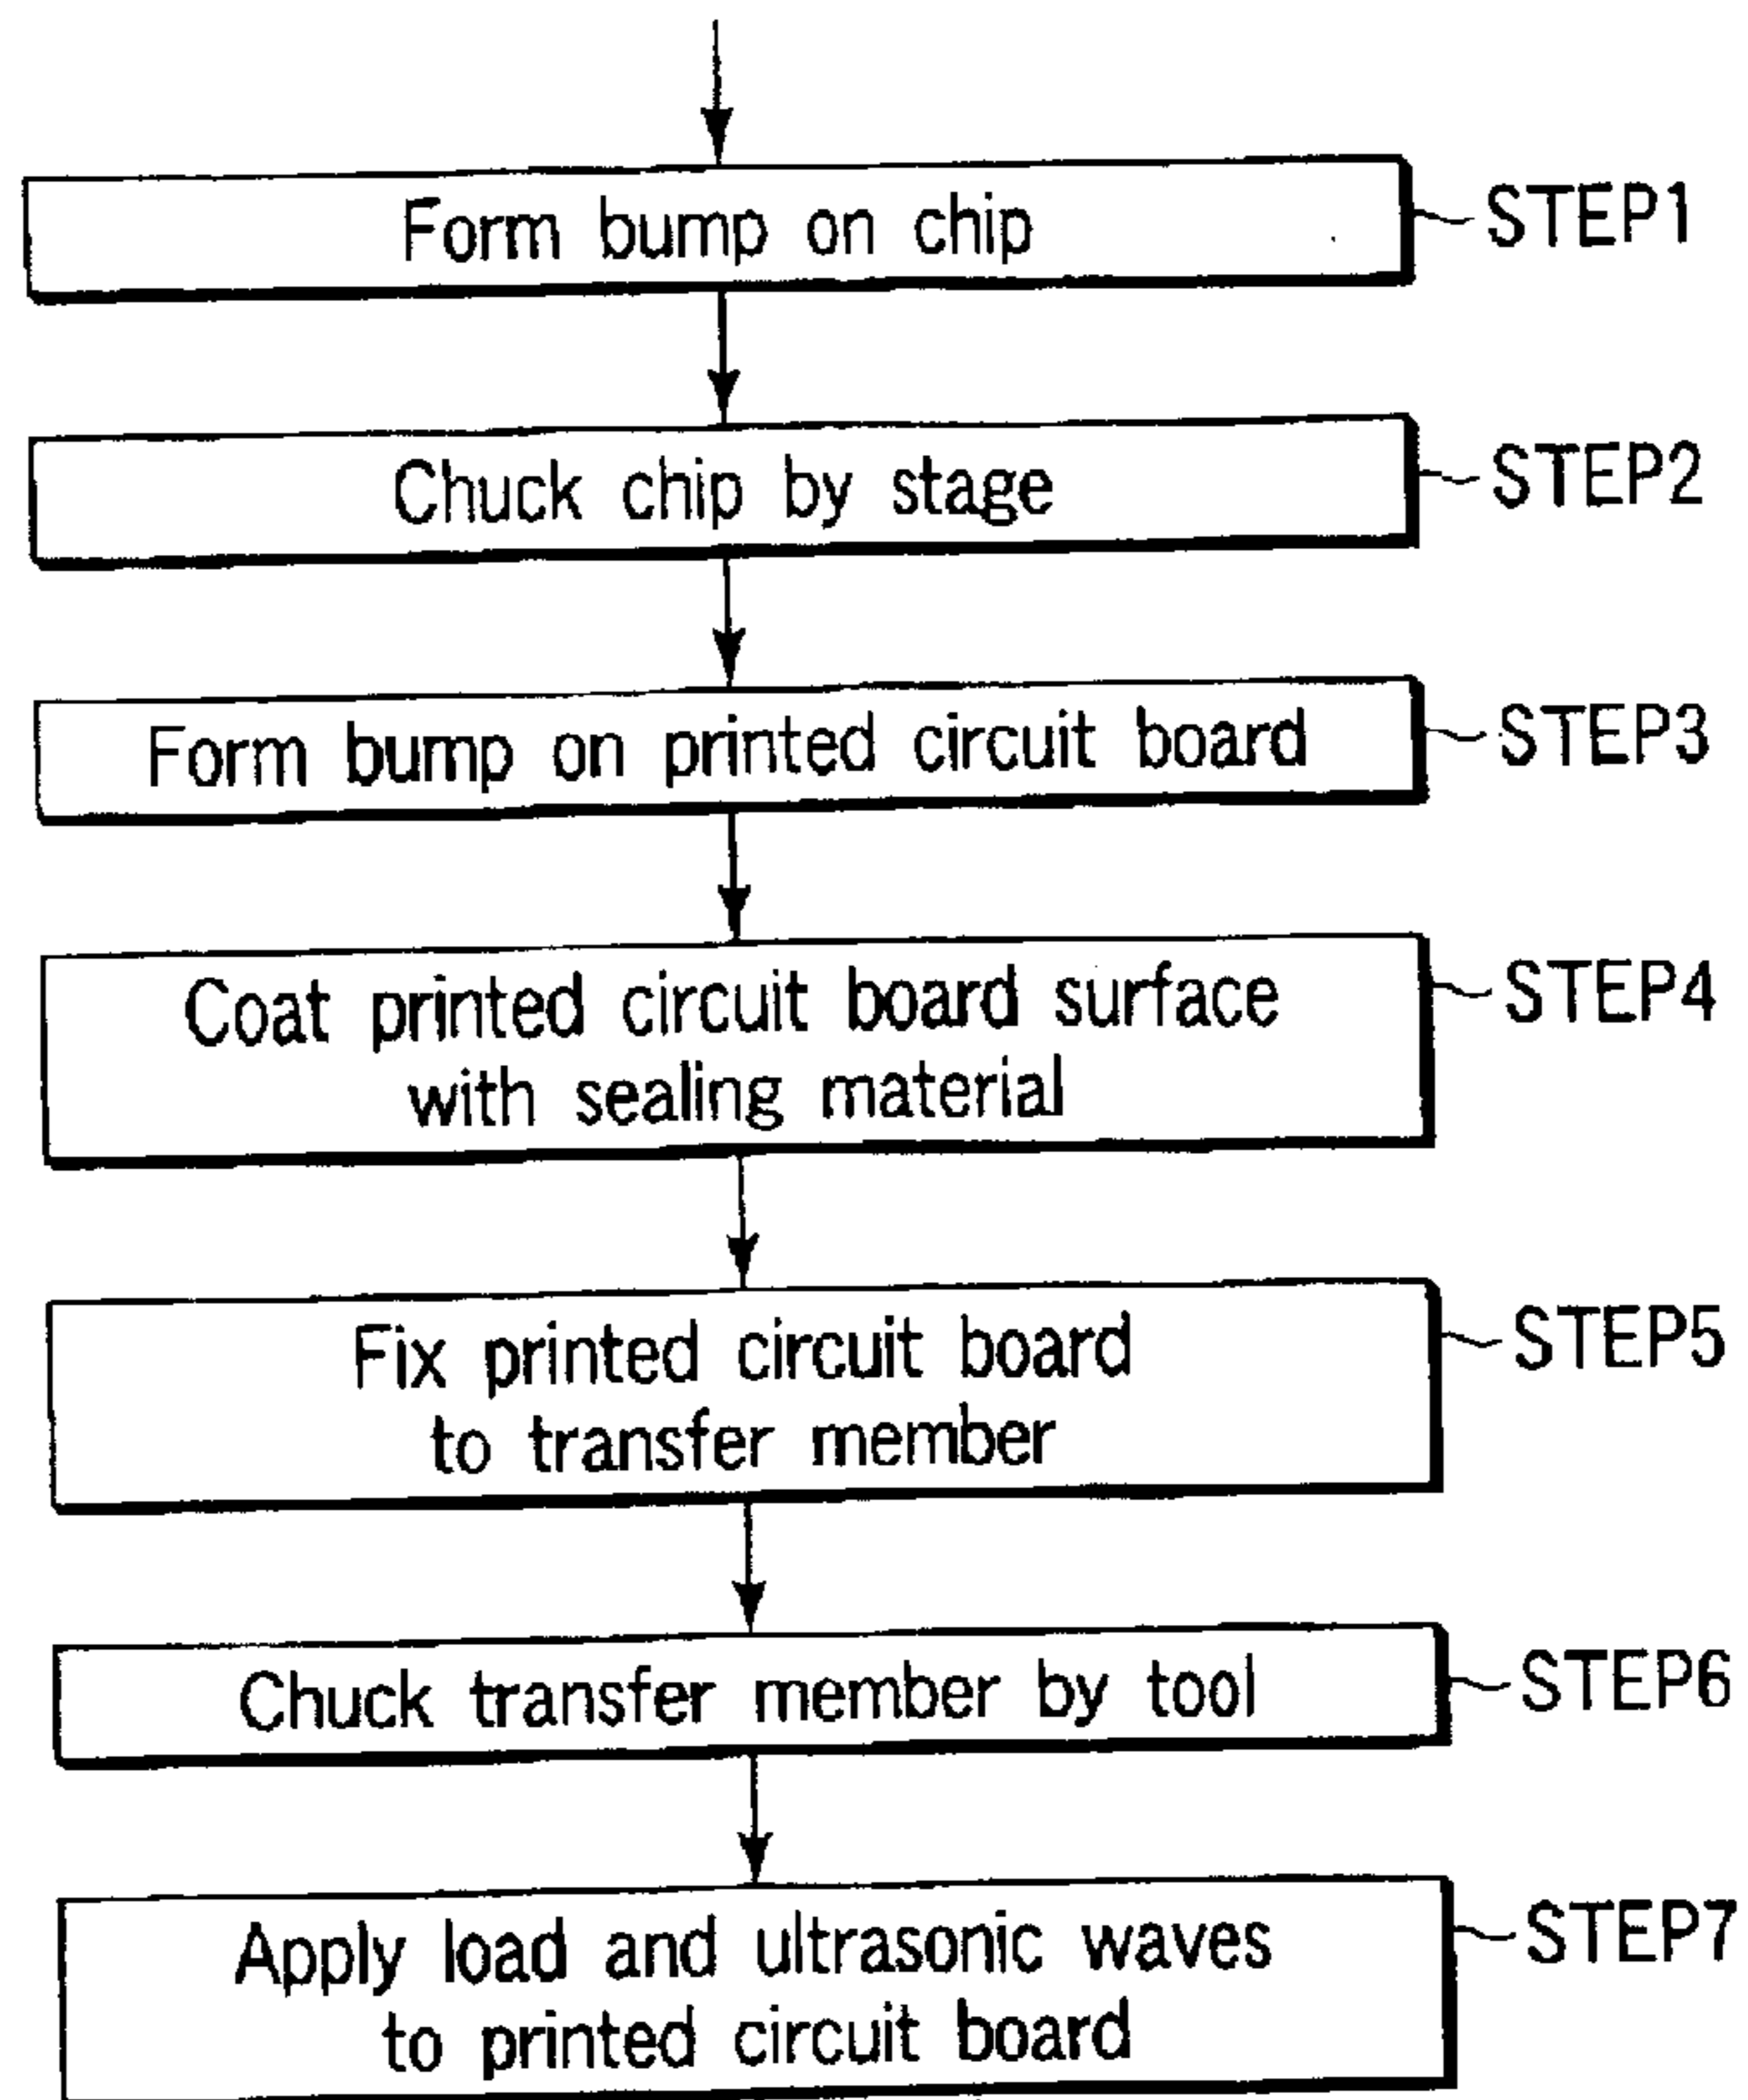 Form bump on chip
STEP1
Chuck chip by stage
STEP2
Form bump on printed circuit board
STEP3
Coat printed circuit board surface
with sealing material
STEP4
Fix printed circuit board
to transfer member
STEP5
Chuck transfer member by tool
STEP6
Apply load and ultrasonic waves
to printed circuit board
STEP7